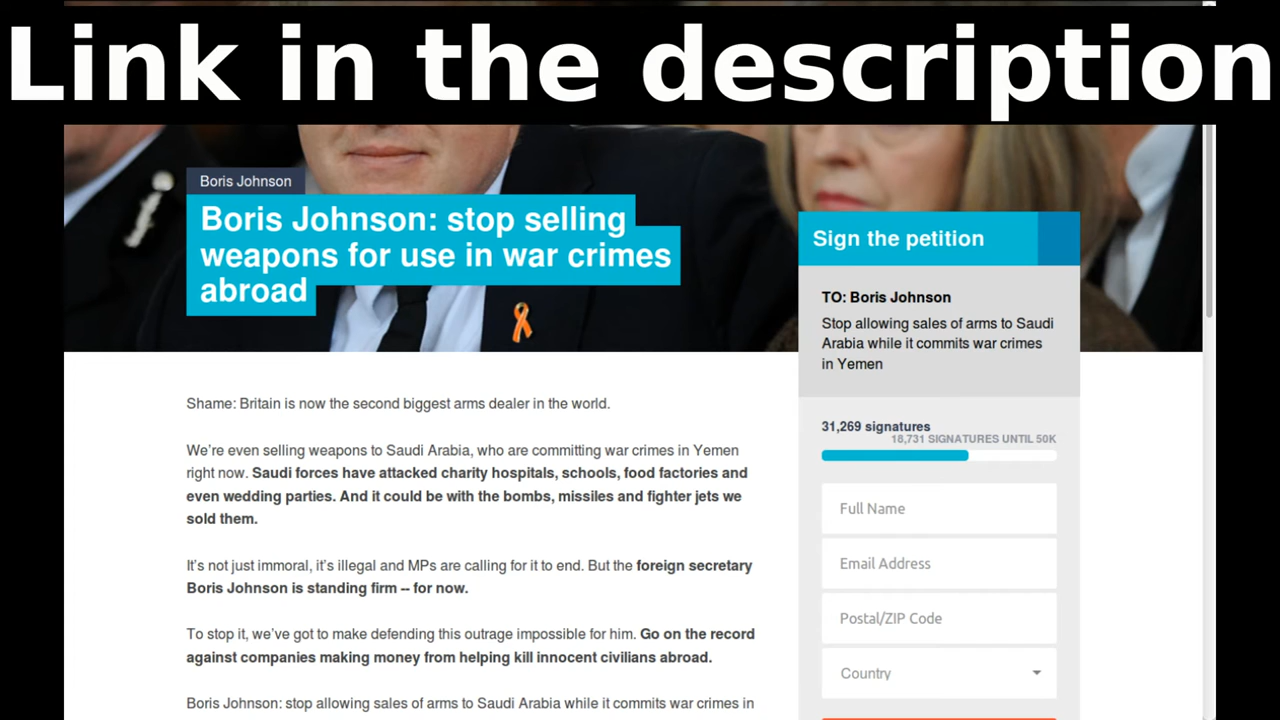 Link in the description
Boris Johnson
Boris Johnson: stop selling
weapons for use in war crimes
abroad
Sign the petition
TO: Boris Johnson
Stop allowing sales of arms to Saudi
Arabia while it commits war crimes
in Yemen
31,269 signatures
18,731 SIGNATURES UNTIL 50K
Full Name
Email Address
Postal/ZIP Code
Country
Shame: Britain is now the second biggest arms dealer in the world.
We’re even selling weapons to Saudi Arabia, who are committing war crimes in Yemen
right now. Saudi forces have attacked charity hospitals, schools, food factories and
even wedding parties. And it could be with the bombs, missiles and fighter jets we
sold them.
It’s not just immoral, it’s illegal and MPs are calling for it to end. But the foreign secretary
Boris Johnson is standing firm -- for now.
To stop it, we’ve got to make defending this outrage impossible for him. Go on the record
against companies making money from helping kill innocent civilians abroad.
Boris Johnson: stop allowing sales of arms to Saudi Arabia while it commits war crimes in